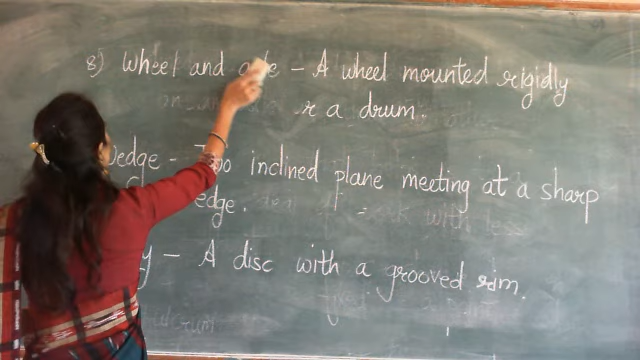 8) Wheel and axle - A wheel mounted rigidly
r a drum.
edge - Two inclined plane meeting at a sharp
edge.
y - A disc with a grooved rim.